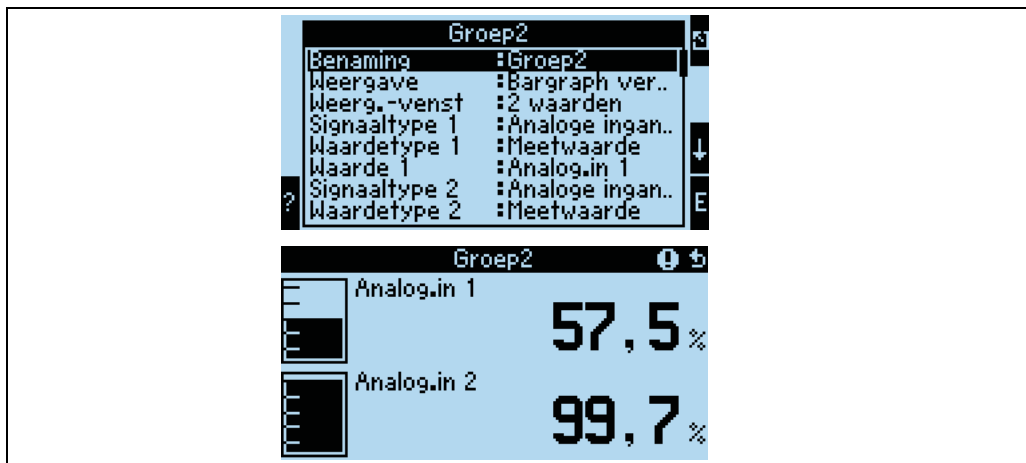 Groep2
Benaming :Groep2
Weergave :Bargraph ver..
Weerg.-venst :2 waarden
Signaaltype 1 :Analoge ingan..
Waardetype 1 :Meetwaarde
Waarde 1 :Analog.in 1
Signaaltype 2 :Analoge ingan..
Waardetype 2 :Meetwaarde
? ↓ E
Groep2
Analog.in 1
57,5 %
Analog.in 2
99,7 %